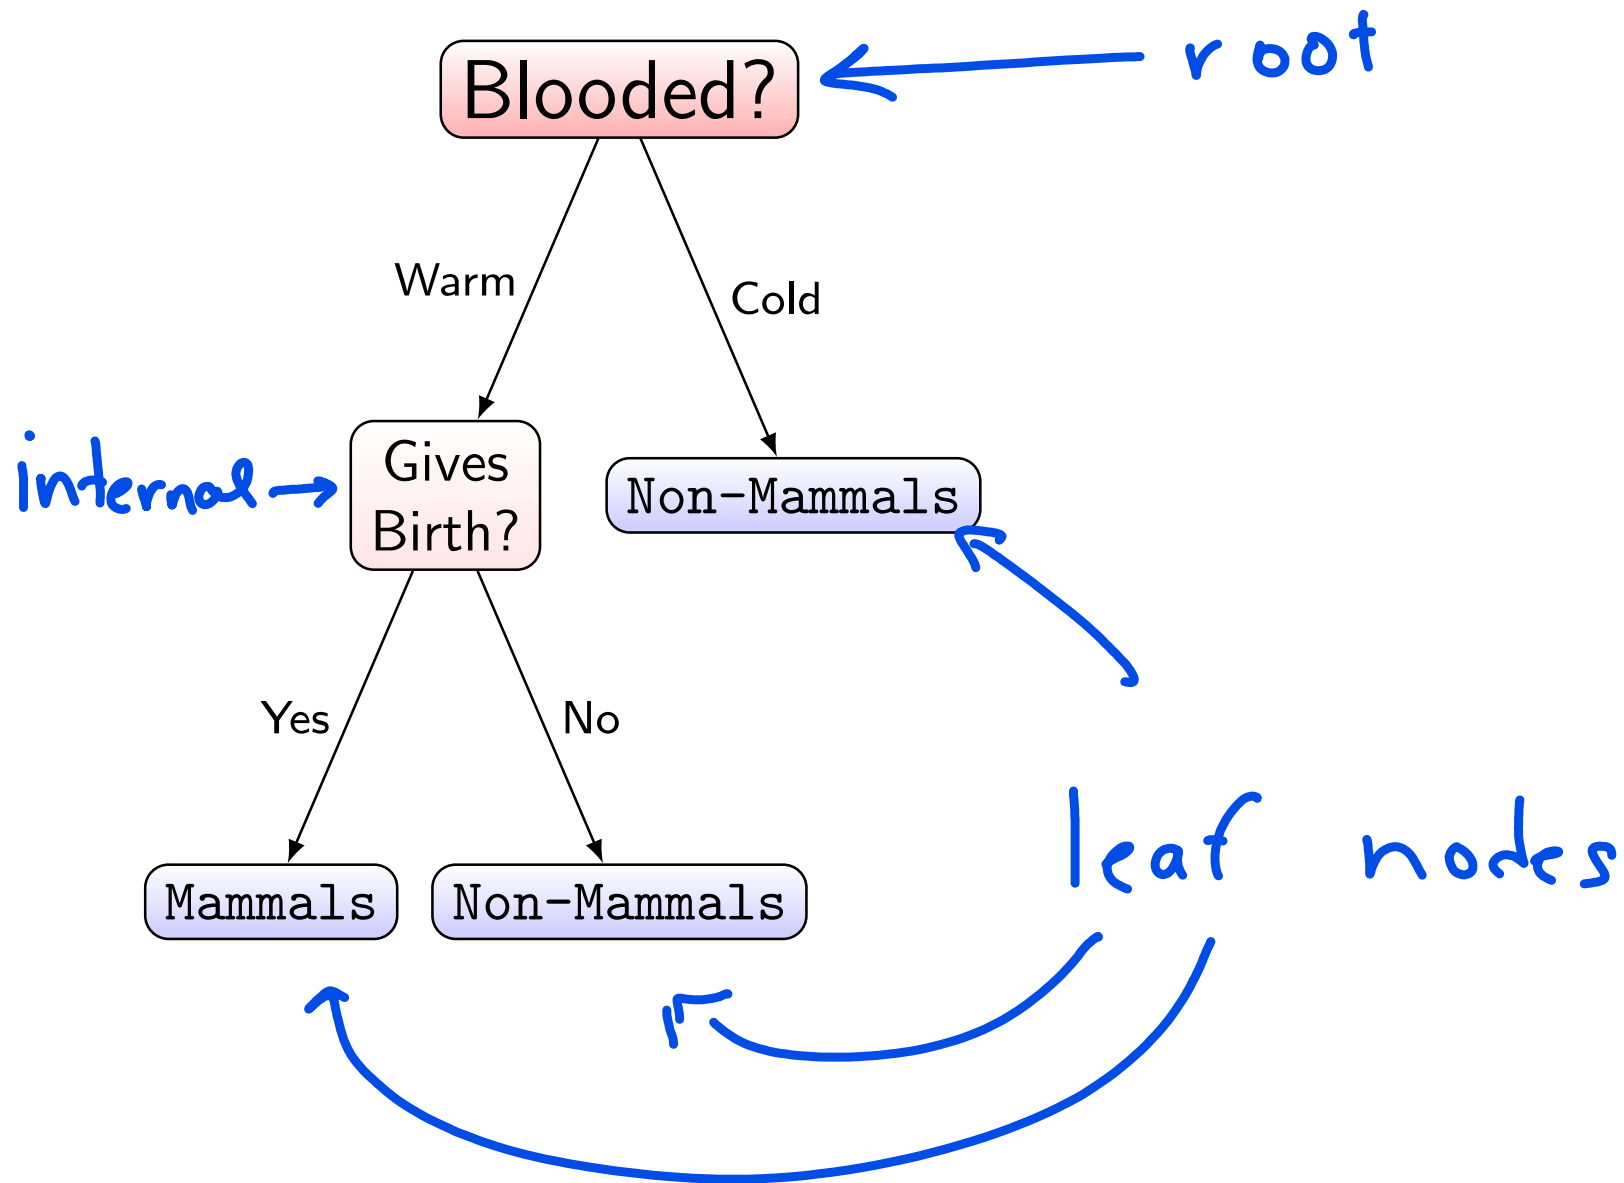 Blooded?
root
Warm
Cold
internal
Gives
Birth?
Non-Mammals
Yes
No
leaf nodes
Mammals
Non-Mammals